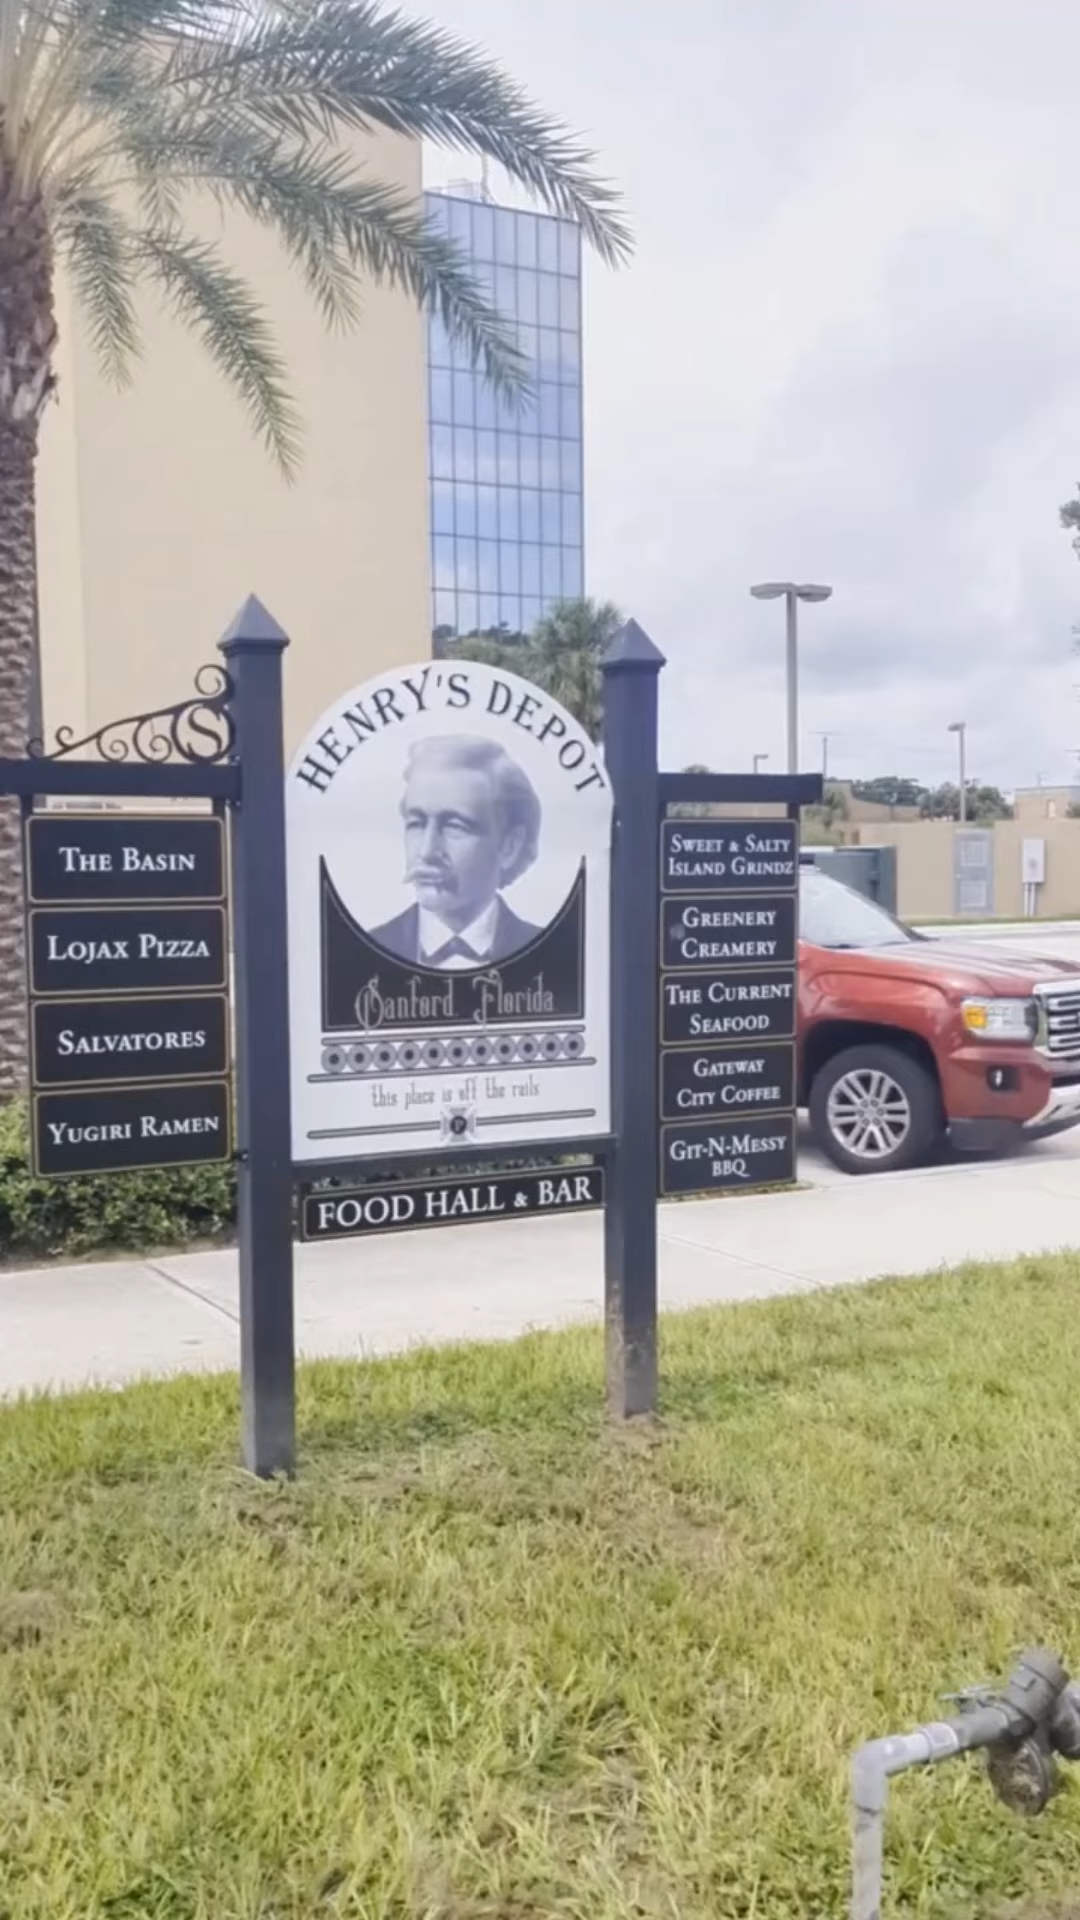 HENRY'S DEPOT
S
THE BASIN
LOJAX PIZZA
SALVATORES
YUGIRI RAMEN
Sanford Florida
this place is off the rails
P
FOOD HALL & BAR
SWEET & SALTY
ISLAND GRINDZ
GREENERY
CREAMERY
THE CURRENT
SEAFOOD
GATEWAY
CITY COFFEE
GIT-N-MESSY
BBQ